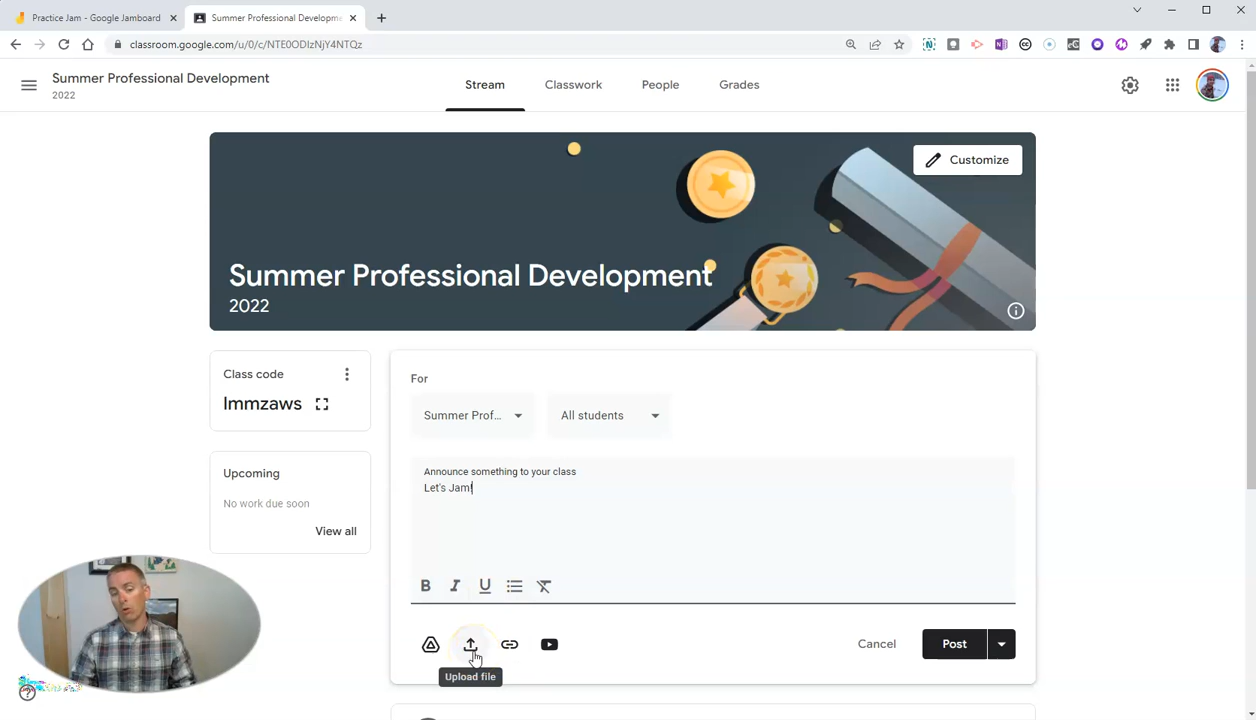 Practice Jam - Google Jamboard
Summer Professional Developm
classroom.google.com/u/0/c/NTE0ODIzNjY4NTQz
Summer Professional Development
2022
Stream
Classwork
People
Grades
Customize
Summer Professional Development
2022
Class code
lmmzaws
Upcoming
No work due soon
View all
For
Summer Prof...
All students
Announce something to your class
Let's Jam!
B I U
Cancel
Post
Upload file